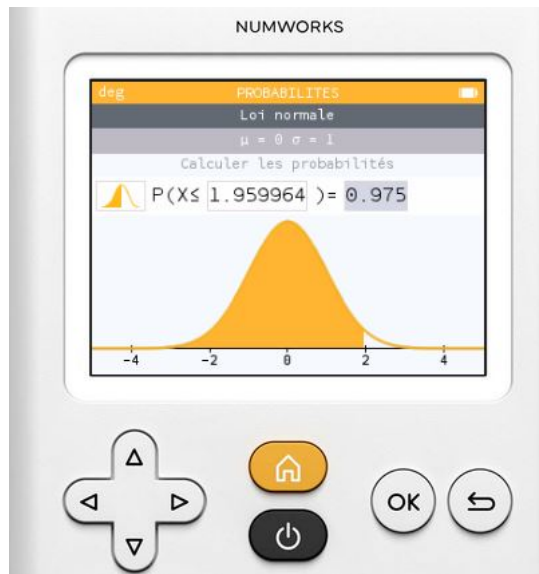 NUMWORKS
deg PROBABILITES
Loi normale
μ = 0 σ = 1
Calculer les probabilités
P(X≤ 1.959964 )= 0.975
-4 -2 0 2 4
OK